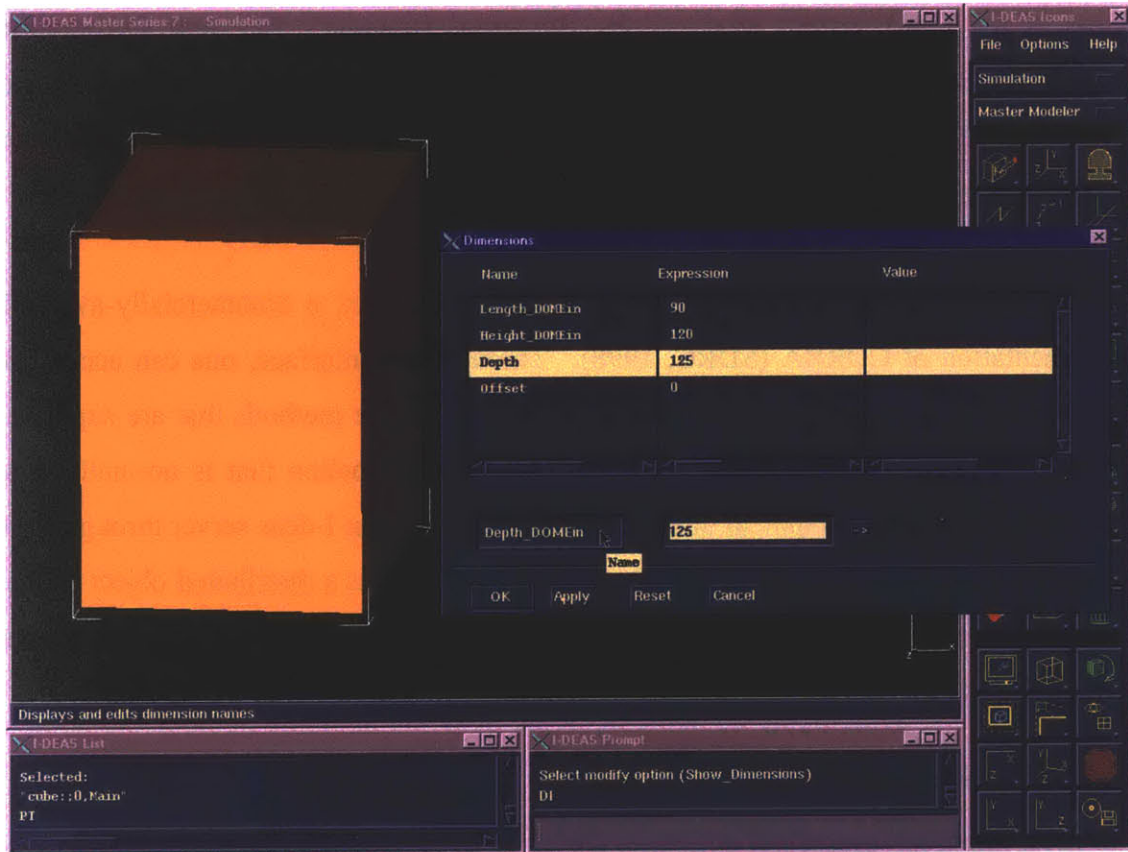 I-DEAS Master Series 7 : Simulation
I-DEAS Icons
File Options Help
Simulation
Master Modeler
Dimensions
Name Expression Value
Length_DOMEin 90
Height_DOMEin 120
Depth 125
Offset 0
Depth_DOMEin 125 ->
Name
OK Apply Reset Cancel
Displays and edits dimension names
I-DEAS List
Selected:
"cube::0,Main"
PT
I-DEAS Prompt
Select modify option (Show_Dimensions)
DI